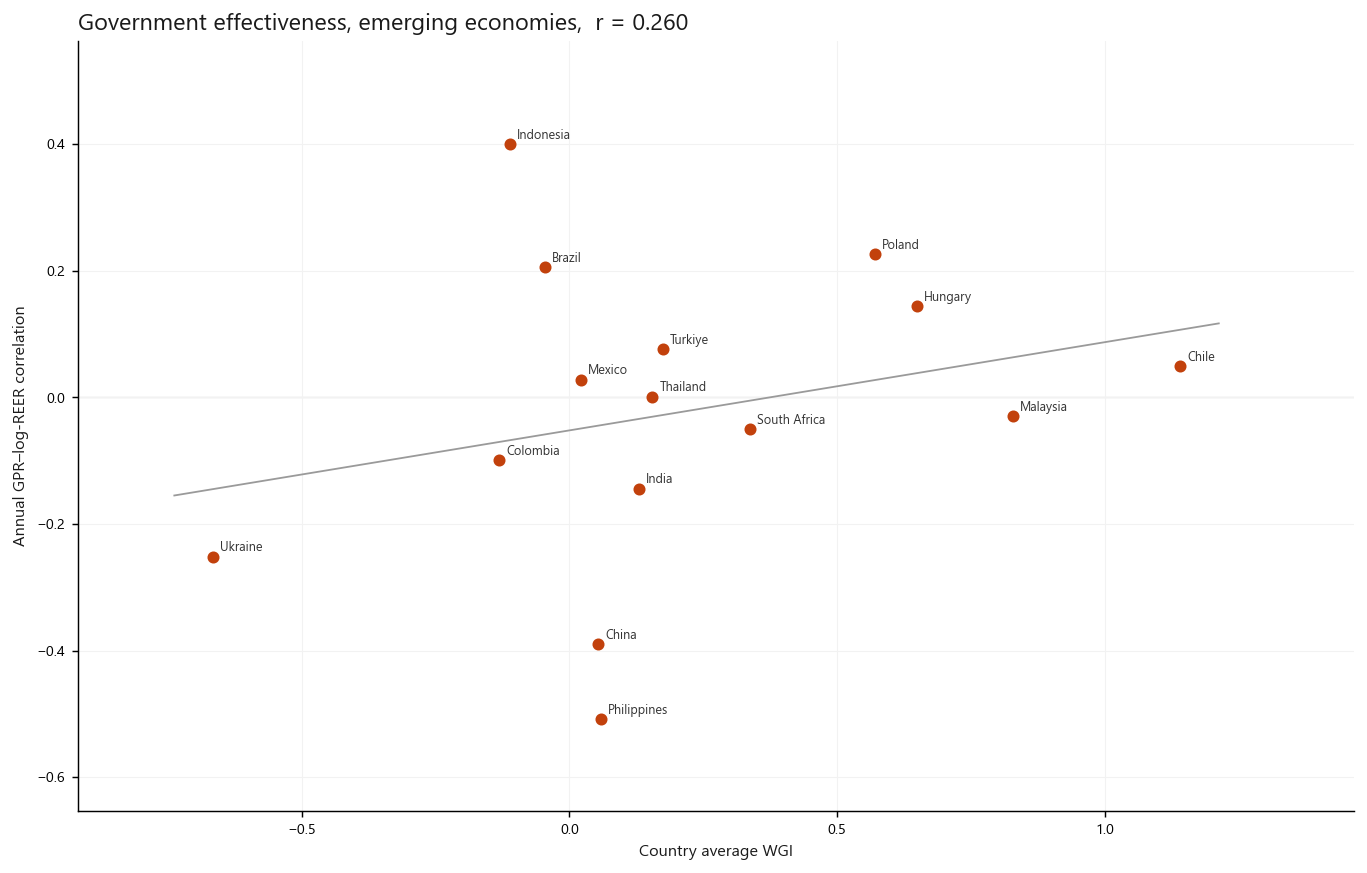 Government effectiveness, emerging economies,  r = 0.260
Annual GPR–log-REER correlation
0.4
0.2
0.0
−0.2
−0.4
−0.6
Indonesia
Poland
Brazil
Hungary
Turkiye
Chile
Mexico
Thailand
Malaysia
South Africa
Colombia
India
Ukraine
China
Philippines
−0.5
0.0
0.5
1.0
Country average WGI